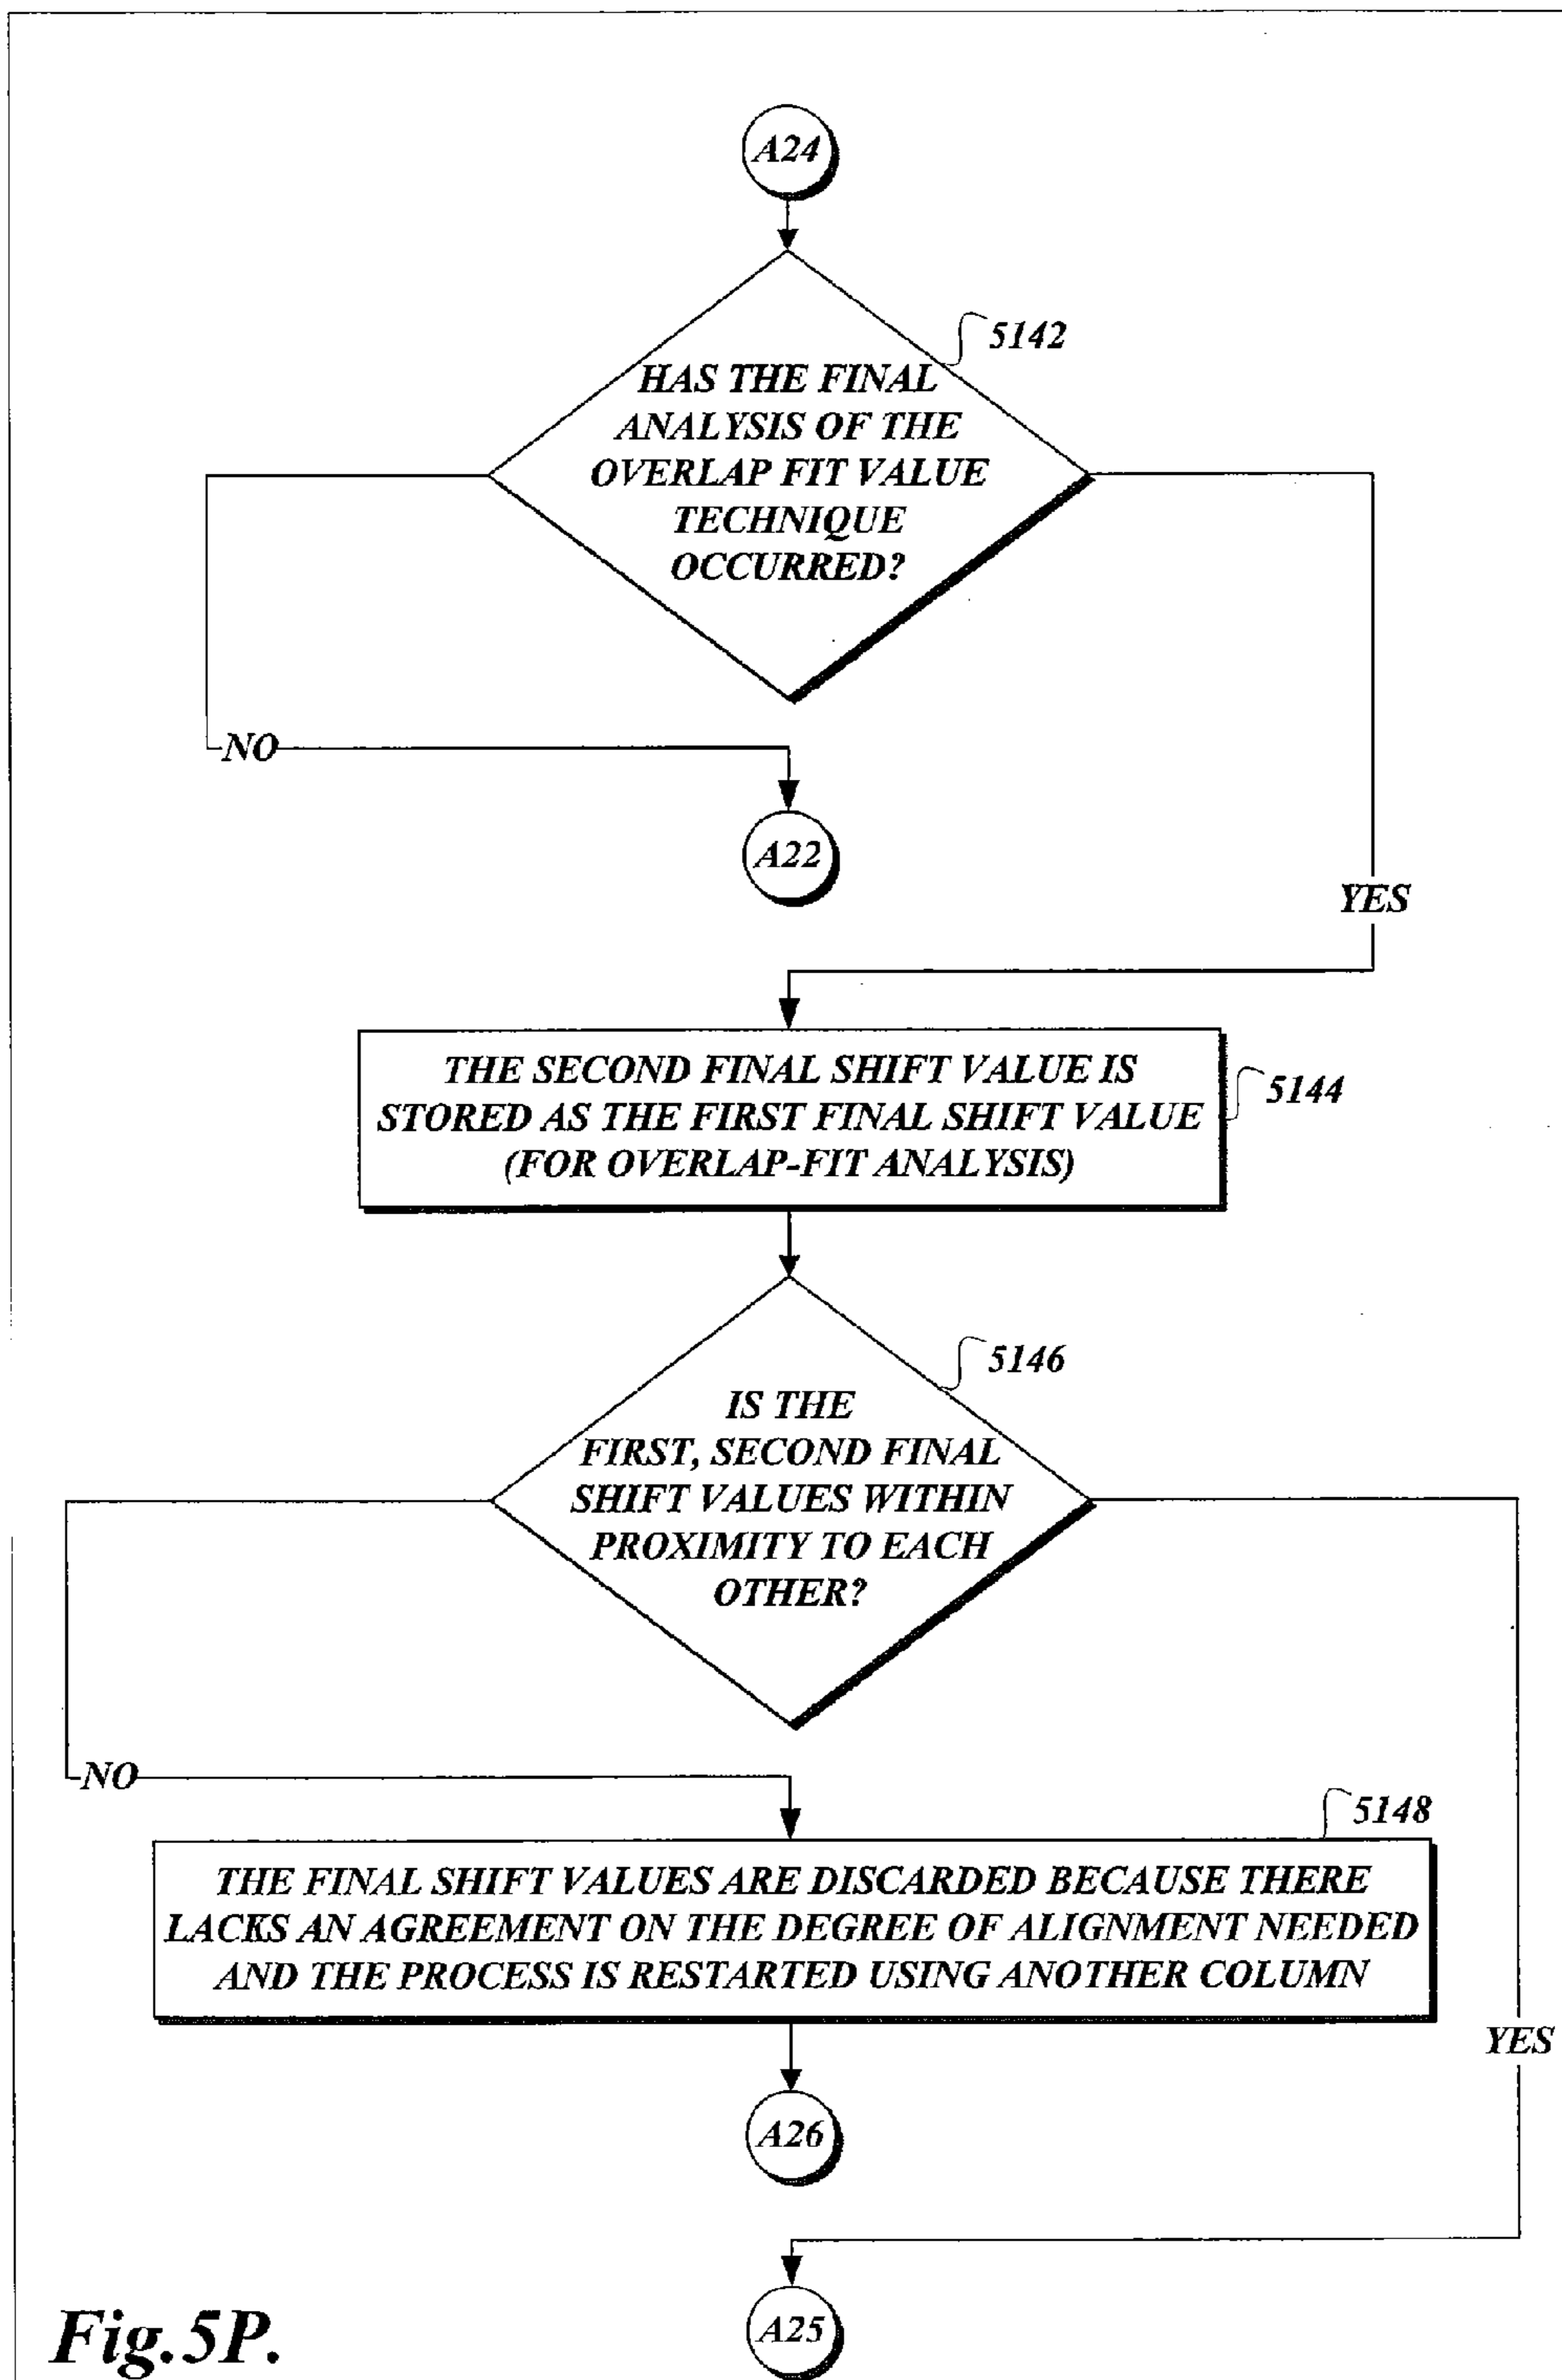 A24
5142
HAS THE FINAL
ANALYSIS OF THE
OVERLAP FIT VALUE
TECHNIQUE
OCCURRED?
NO
A22
YES
THE SECOND FINAL SHIFT VALUE IS
STORED AS THE FIRST FINAL SHIFT VALUE
(FOR OVERLAP-FIT ANALYSIS)
5144
5146
IS THE
FIRST, SECOND FINAL
SHIFT VALUES WITHIN
PROXIMITY TO EACH
OTHER?
NO
5148
THE FINAL SHIFT VALUES ARE DISCARDED BECAUSE THERE
LACKS AN AGREEMENT ON THE DEGREE OF ALIGNMENT NEEDED
AND THE PROCESS IS RESTARTED USING ANOTHER COLUMN
YES
A26
A25
Fig.5P.